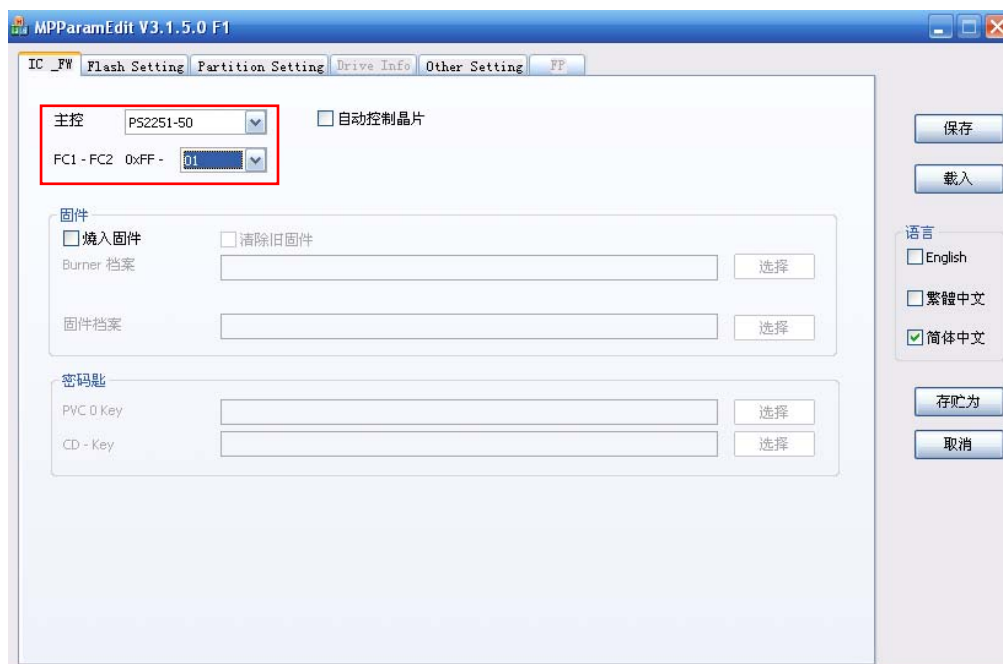 MPParamEdit V3.1.5.0 F1
IC _FW Flash Setting Partition Setting Drive Info Other Setting FP
主控 PS2251-50 自动控制晶片
FC1 - FC2 0xFF - 01
固件
燒入固件 清除旧固件
Burner 档案 选择
固件档案 选择
密码匙
PVC 0 Key 选择
CD - Key 选择
保存
载入
语言
English
繁體中文
简体中文
存贮为
取消